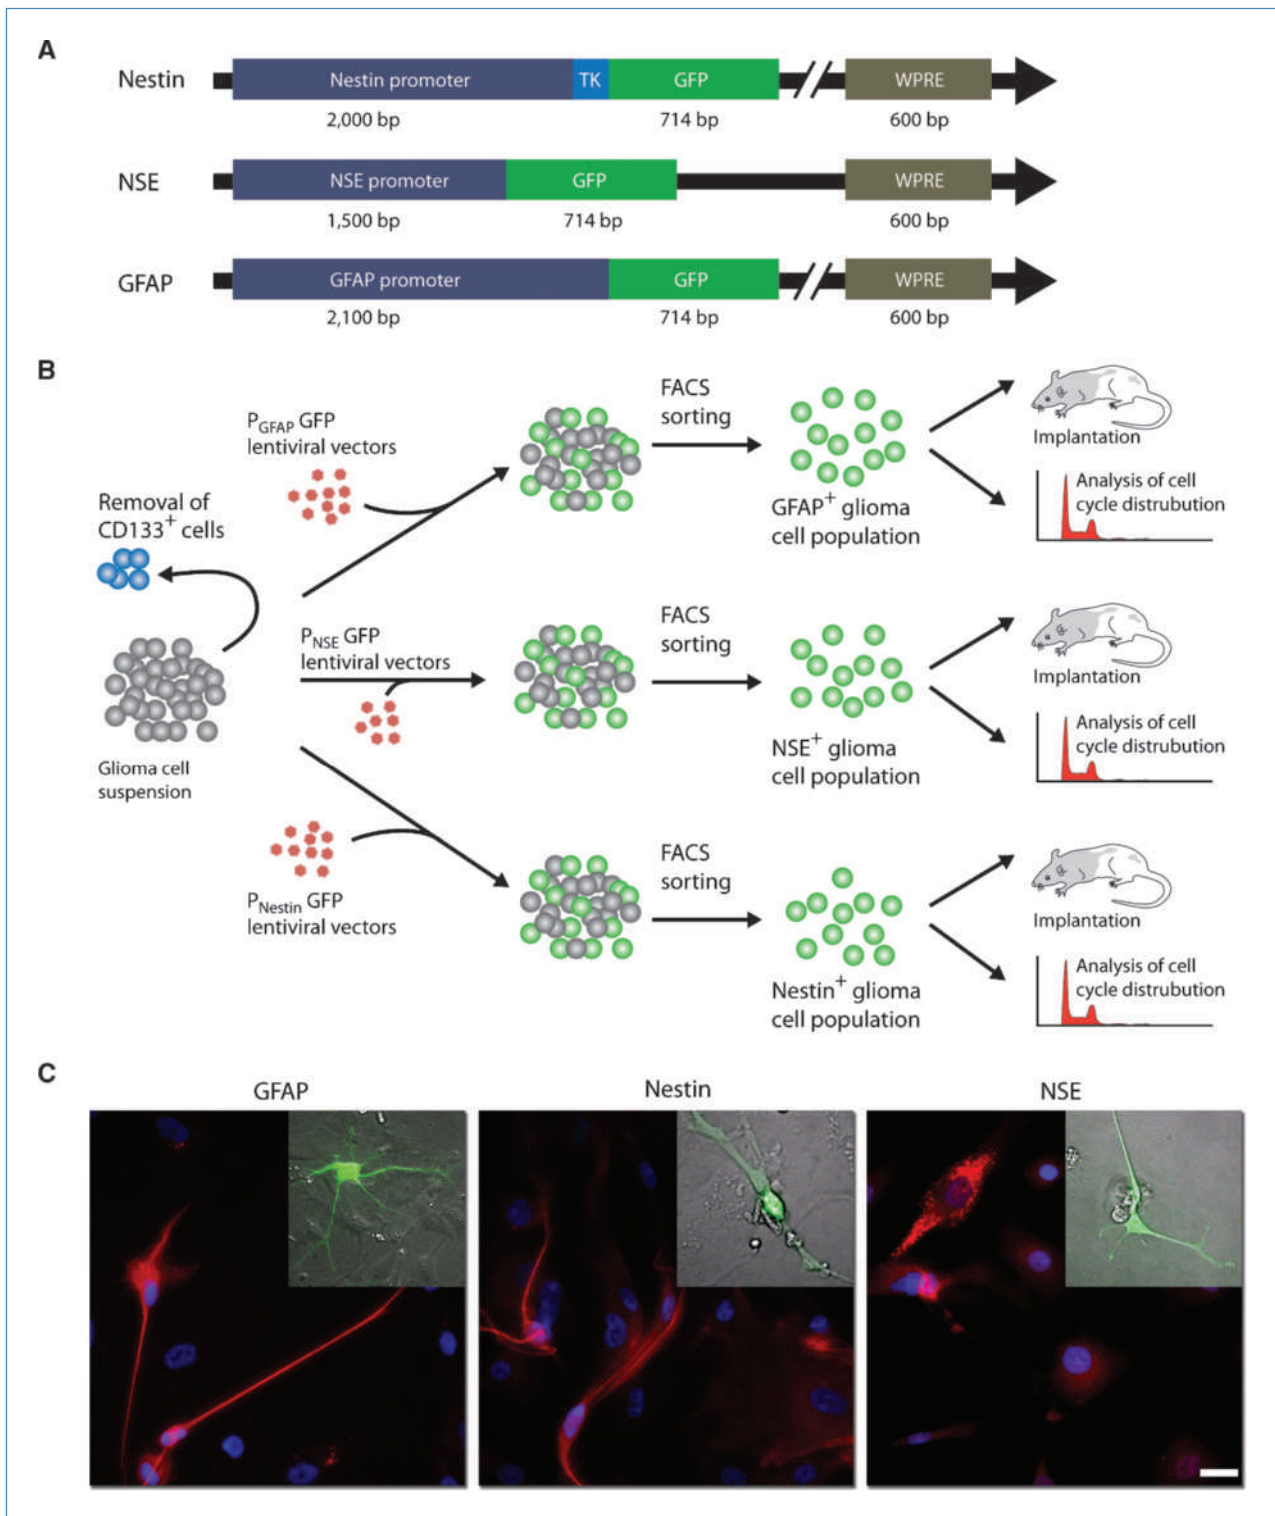 A
Nestin
Nestin promoter TK GFP WPRE
2,000 bp 714 bp 600 bp
NSE
NSE promoter GFP WPRE
1,500 bp 714 bp 600 bp
GFAP
GFAP promoter GFP WPRE
2,100 bp 714 bp 600 bp
B
Removal of
CD133+ cells
Glioma cell
suspension
PGFAP GFP
lentiviral vectors
FACS
sorting
GFAP+ glioma
cell population
Implantation
Analysis of cell
cycle distrubution
PNSE GFP
lentiviral vectors
FACS
sorting
NSE+ glioma
cell population
Implantation
Analysis of cell
cycle distrubution
PNestin GFP
lentiviral vectors
FACS
sorting
Nestin+ glioma
cell population
Implantation
Analysis of cell
cycle distrubution
C
GFAP Nestin NSE